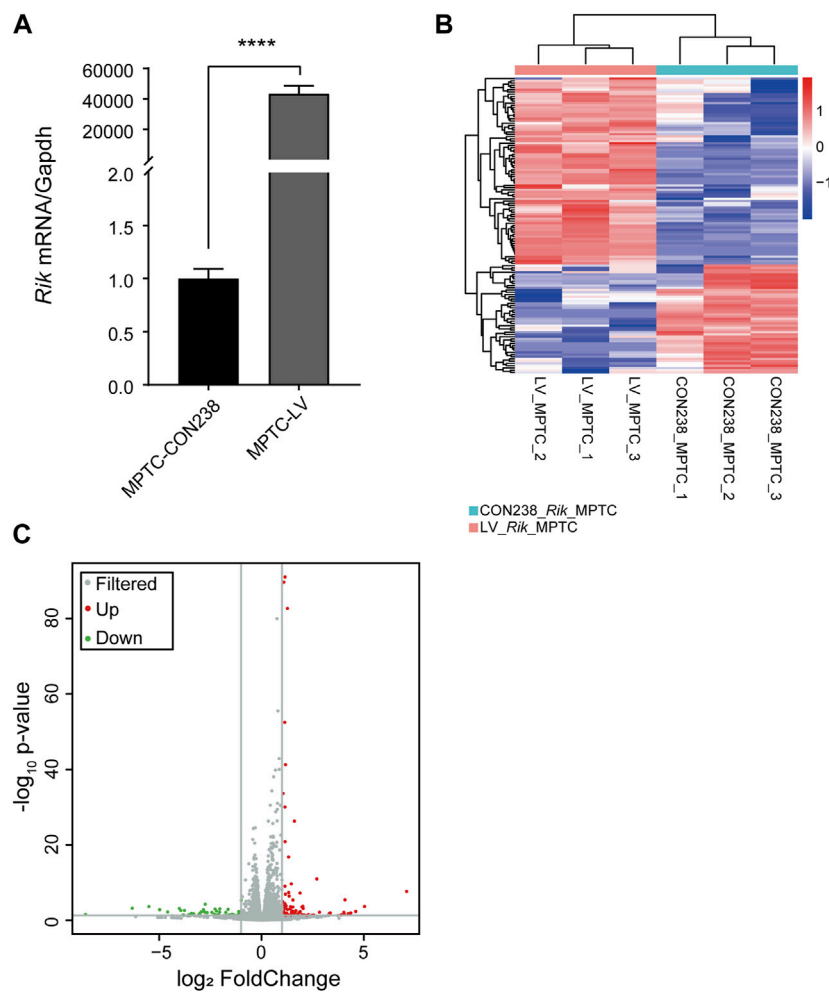 A
****
60000
40000
20000
2.0
1.5
1.0
0.5
0.0
Rik mRNA/Gapdh
MPTC-CON238
MPTC-LV
B
1
0
−1
LV_MPTC_2
LV_MPTC_1
LV_MPTC_3
CON238_MPTC_1
CON238_MPTC_2
CON238_MPTC_3
CON238_Rik_MPTC
LV_Rik_MPTC
C
Filtered
Up
Down
80
60
40
20
0
-log₁₀ p-value
−5
0
5
log₂ FoldChange